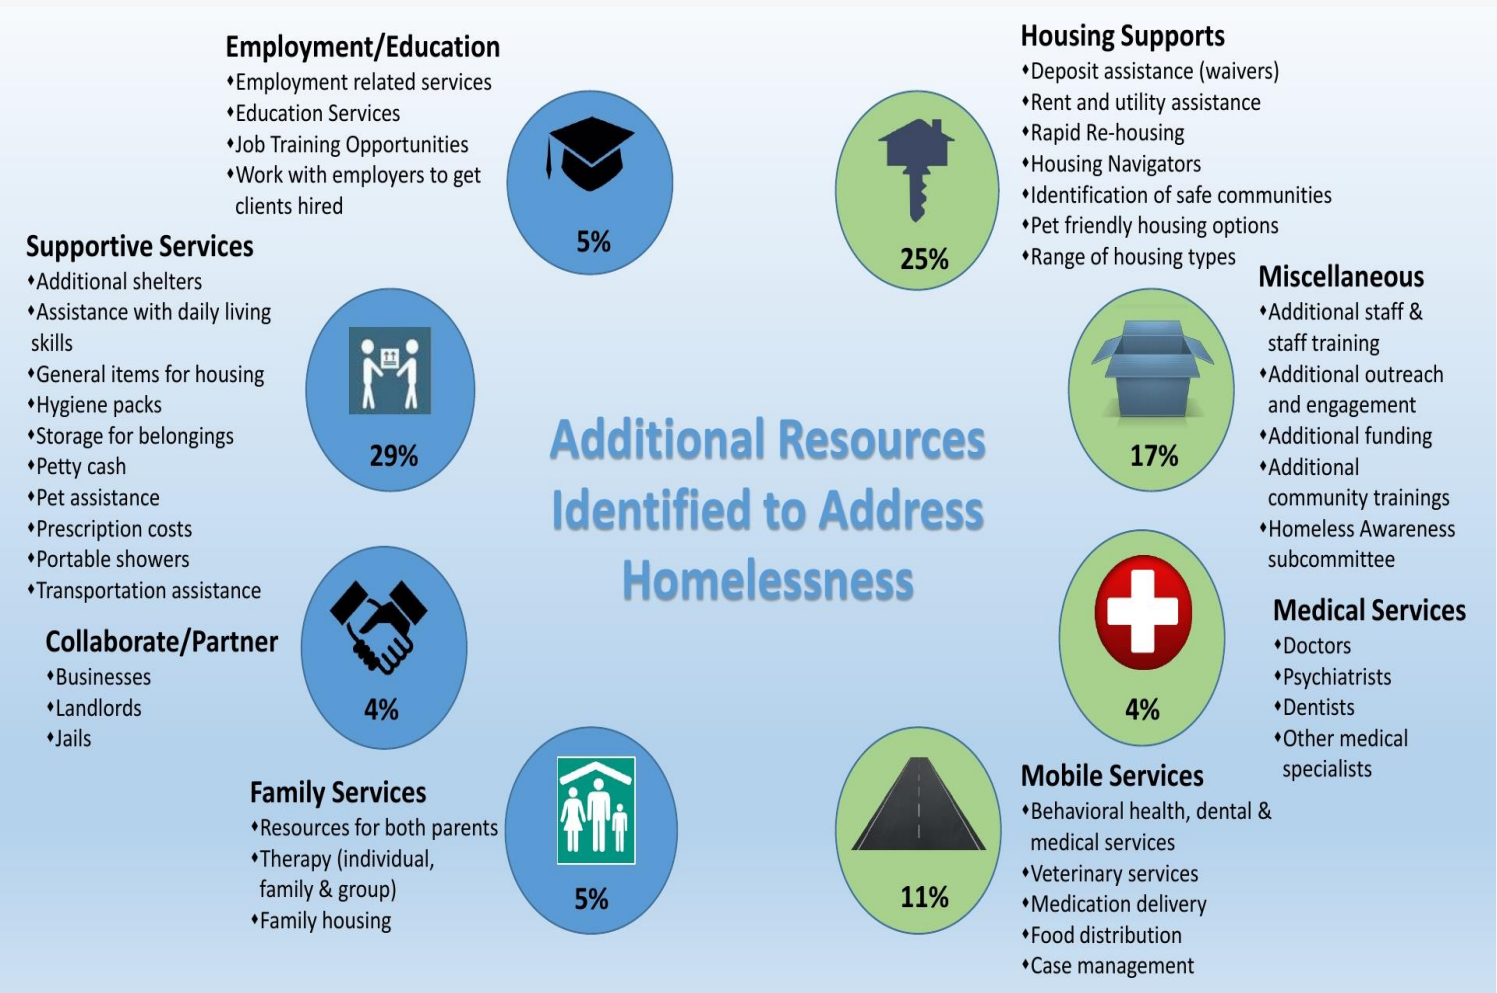 Employment/Education
♦Employment related services
♦Education Services
♦Job Training Opportunities
♦Work with employers to get
clients hired
5%
Supportive Services
♦Additional shelters
♦Assistance with daily living
skills
♦General items for housing
♦Hygiene packs
♦Storage for belongings
♦Petty cash
♦Pet assistance
♦Prescription costs
♦Portable showers
♦Transportation assistance
29%
Collaborate/Partner
♦Businesses
♦Landlords
♦Jails
4%
Family Services
♦Resources for both parents
♦Therapy (individual,
family & group)
♦Family housing
5%
Additional Resources
Identified to Address
Homelessness
Housing Supports
♦Deposit assistance (waivers)
♦Rent and utility assistance
♦Rapid Re-housing
♦Housing Navigators
♦Identification of safe communities
♦Pet friendly housing options
♦Range of housing types
25%
Miscellaneous
♦Additional staff &
staff training
♦Additional outreach
and engagement
♦Additional funding
♦Additional
community trainings
♦Homeless Awareness
subcommittee
17%
Medical Services
♦Doctors
♦Psychiatrists
♦Dentists
♦Other medical
specialists
4%
Mobile Services
♦Behavioral health, dental &
medical services
♦Veterinary services
♦Medication delivery
♦Food distribution
♦Case management
11%